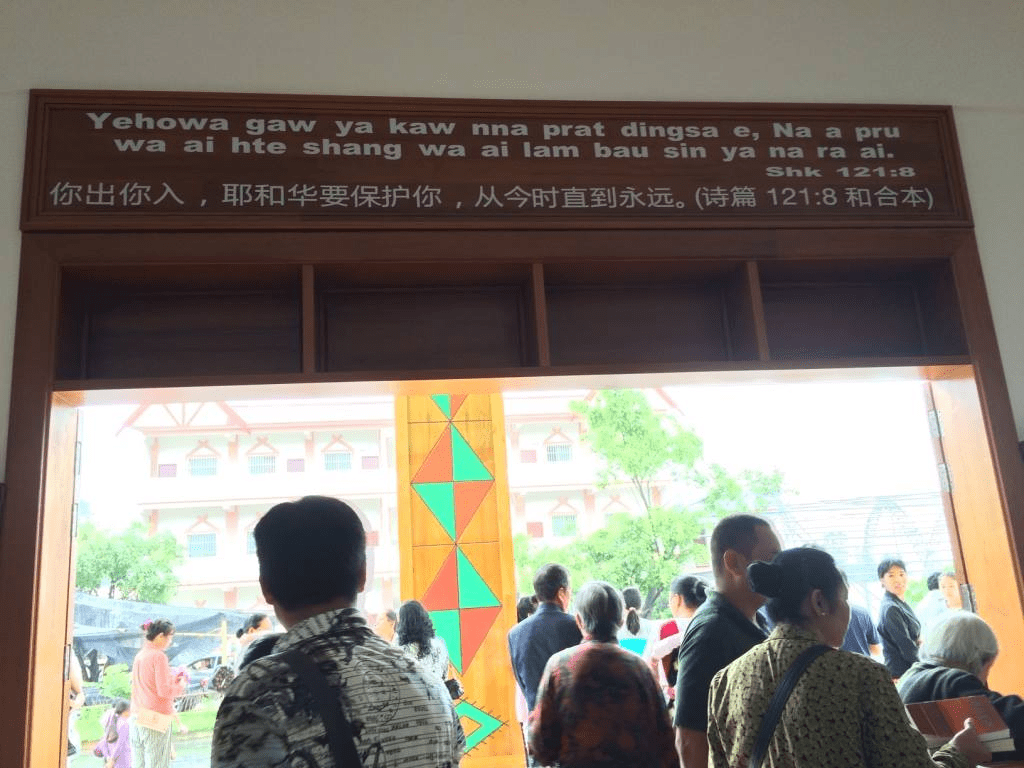 Yehowa gaw ya kaw nna prat dingsa e, Na a pru
wa ai hte shang wa ai lam bau sin ya na ra ai.
Shk 121:8
你出你入，耶和华要保护你，从今时直到永远。(诗篇 121:8 和合本)